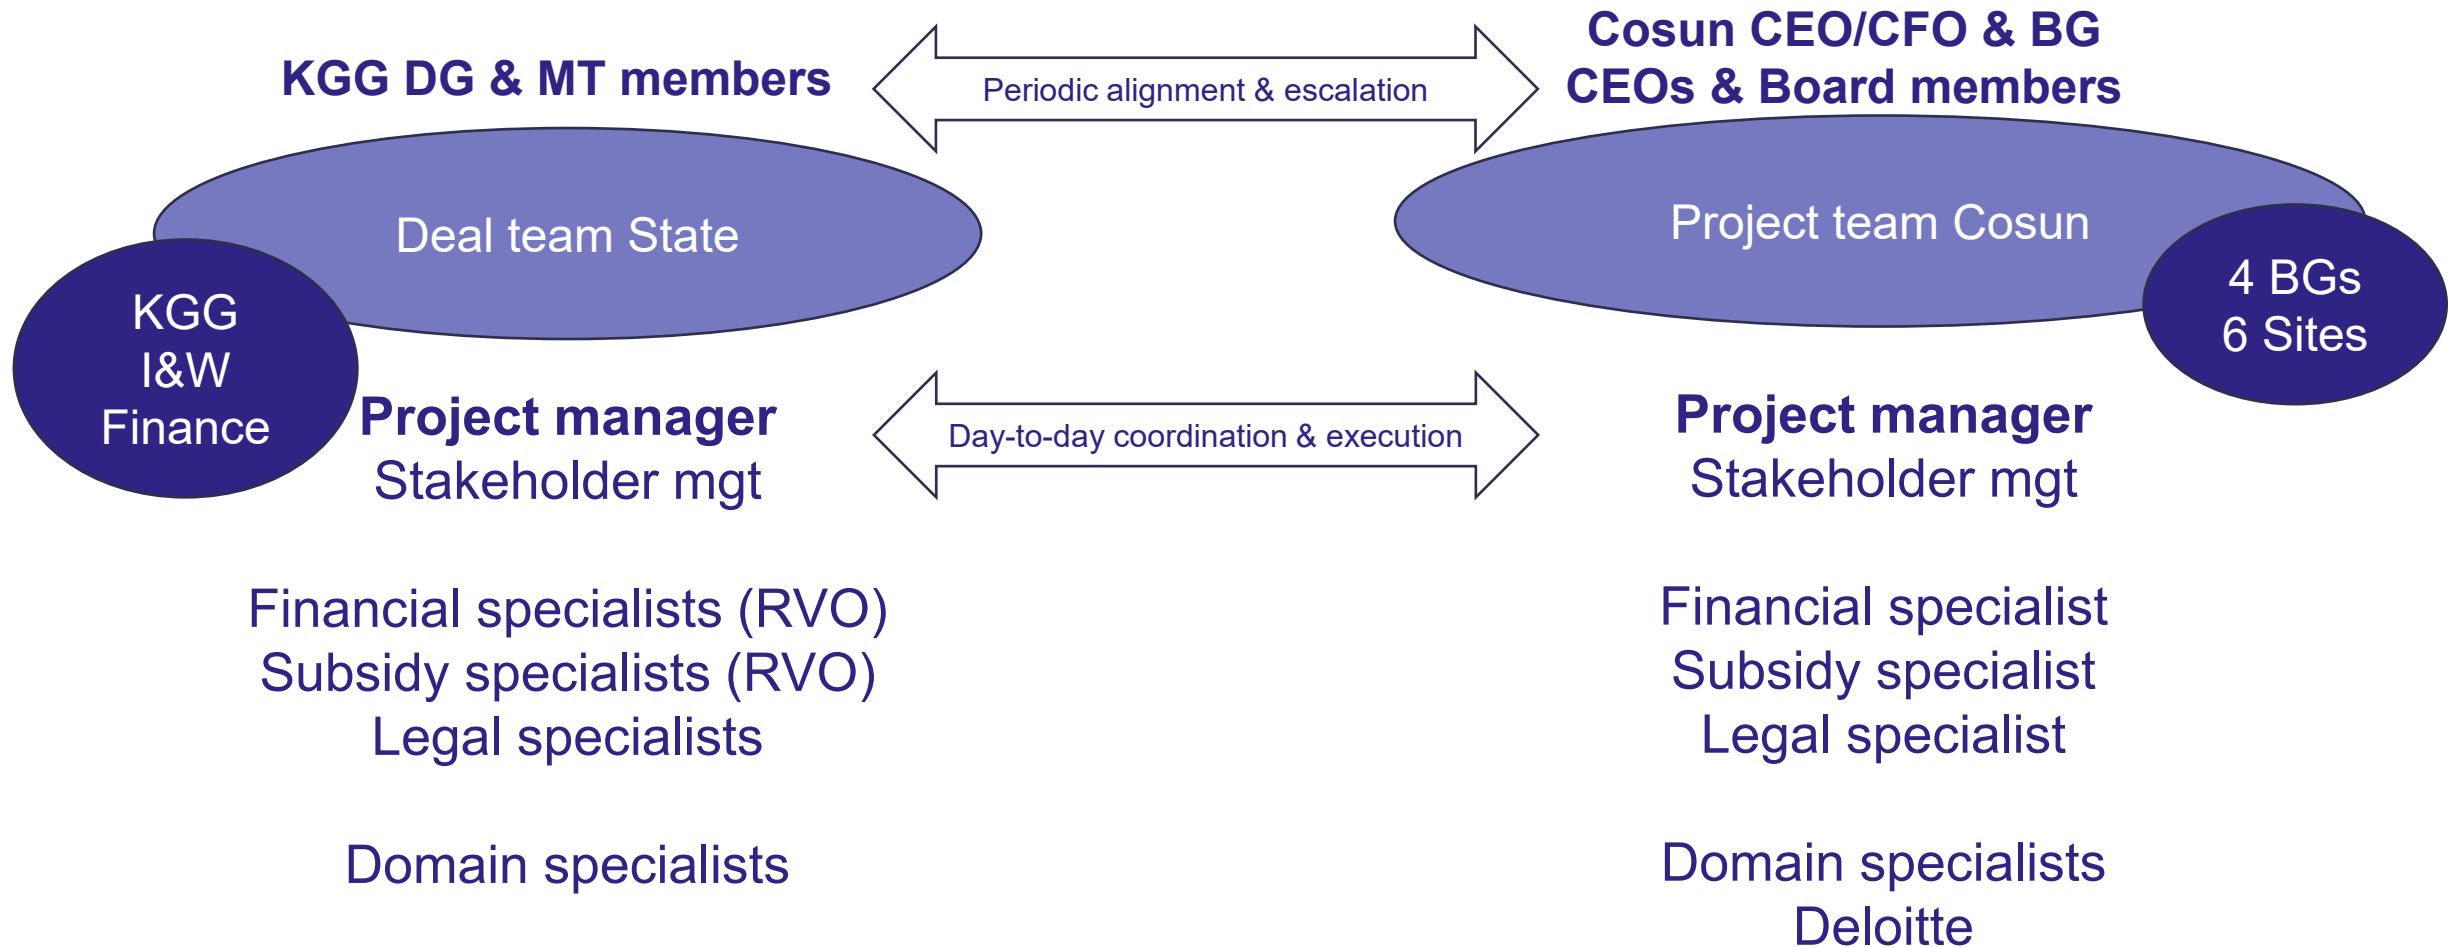 KGG DG & MT members
Periodic alignment & escalation
Cosun CEO/CFO & BG
CEOs & Board members
Deal team State
Project team Cosun
KGG
I&W
Finance
4 BGs
6 Sites
Project manager
Stakeholder mgt
Day-to-day coordination & execution
Project manager
Stakeholder mgt
Financial specialists (RVO)
Subsidy specialists (RVO)
Legal specialists
Domain specialists
Financial specialist
Subsidy specialist
Legal specialist
Domain specialists
Deloitte